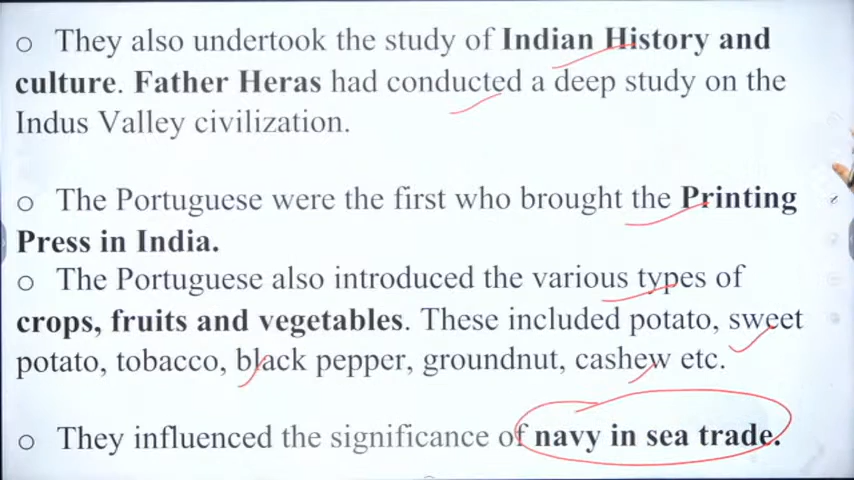 ○ They also undertook the study of Indian History and
culture. Father Heras had conducted a deep study on the
Indus Valley civilization.
○ The Portuguese were the first who brought the Printing
Press in India.
○ The Portuguese also introduced the various types of
crops, fruits and vegetables. These included potato, sweet
potato, tobacco, black pepper, groundnut, cashew etc.
○ They influenced the significance of navy in sea trade.